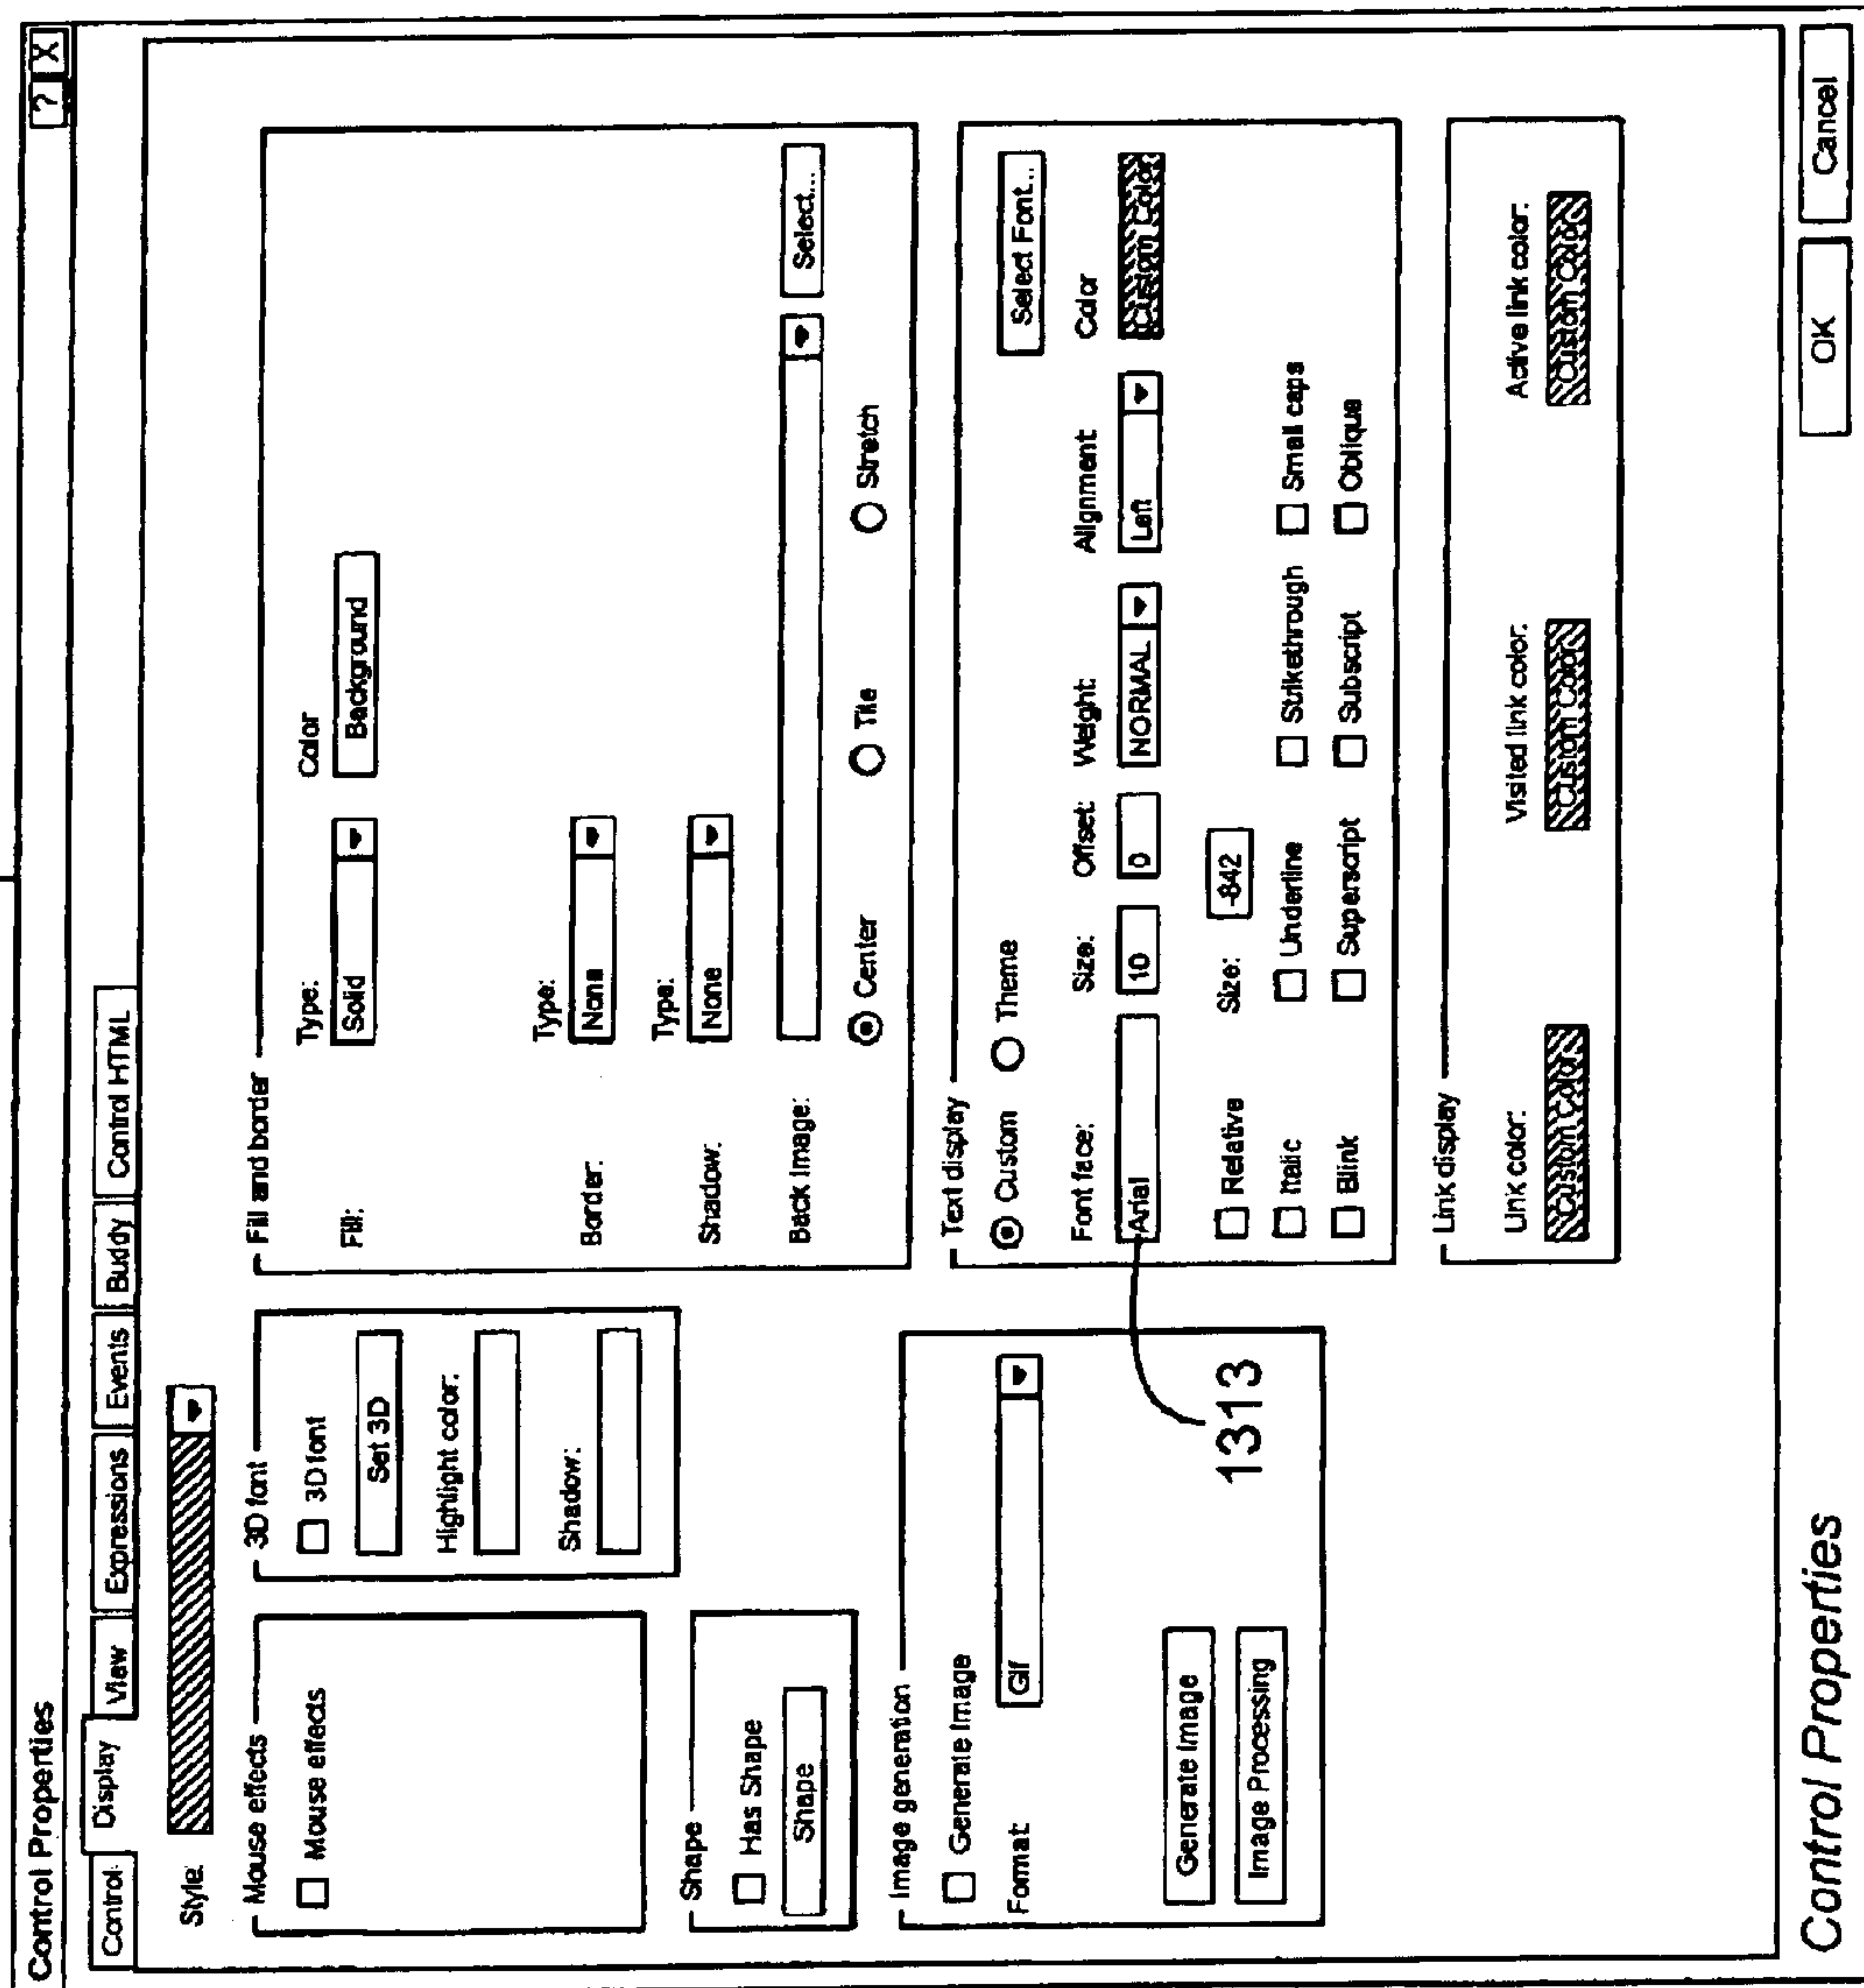 Control Properties ? X
Control Display View Expressions Events Buddy Control HTML
Style:
Mouse effects
Mouse effects
3D font
3D font
Set 3D
Highlight color:
Shadow:
Shape
Has Shape
Shape
Image generation
Generate Image
Format: Gif
Generate Image
Image Processing
1313
Fill and border
Type: Color
Fill: Solid Background
Type:
Border: None
Type:
Shadow: None
Back Image: Select...
Center Tile Stretch
Text display
Custom Theme Select Font...
Font face: Size: Offset: Weight: Alignment: Color
Arial 10 0 NORMAL Left Custom Color
Relative Size: -842
Italic Underline Strikethrough Small caps
Blink Superscript Subscript Oblique
Link display
Link color: Visited link color: Active link color:
Custom Color Custom Color Custom Color
OK Cancel
Control Properties